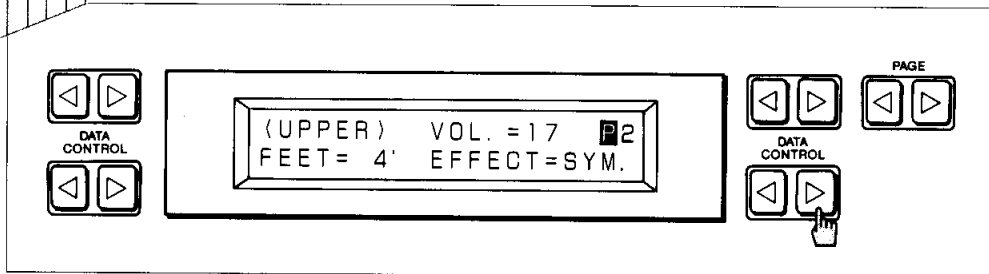 PAGE
(UPPER) VOL. =17 P2
FEET= 4' EFFECT=SYM.
DATA
CONTROL
DATA
CONTROL